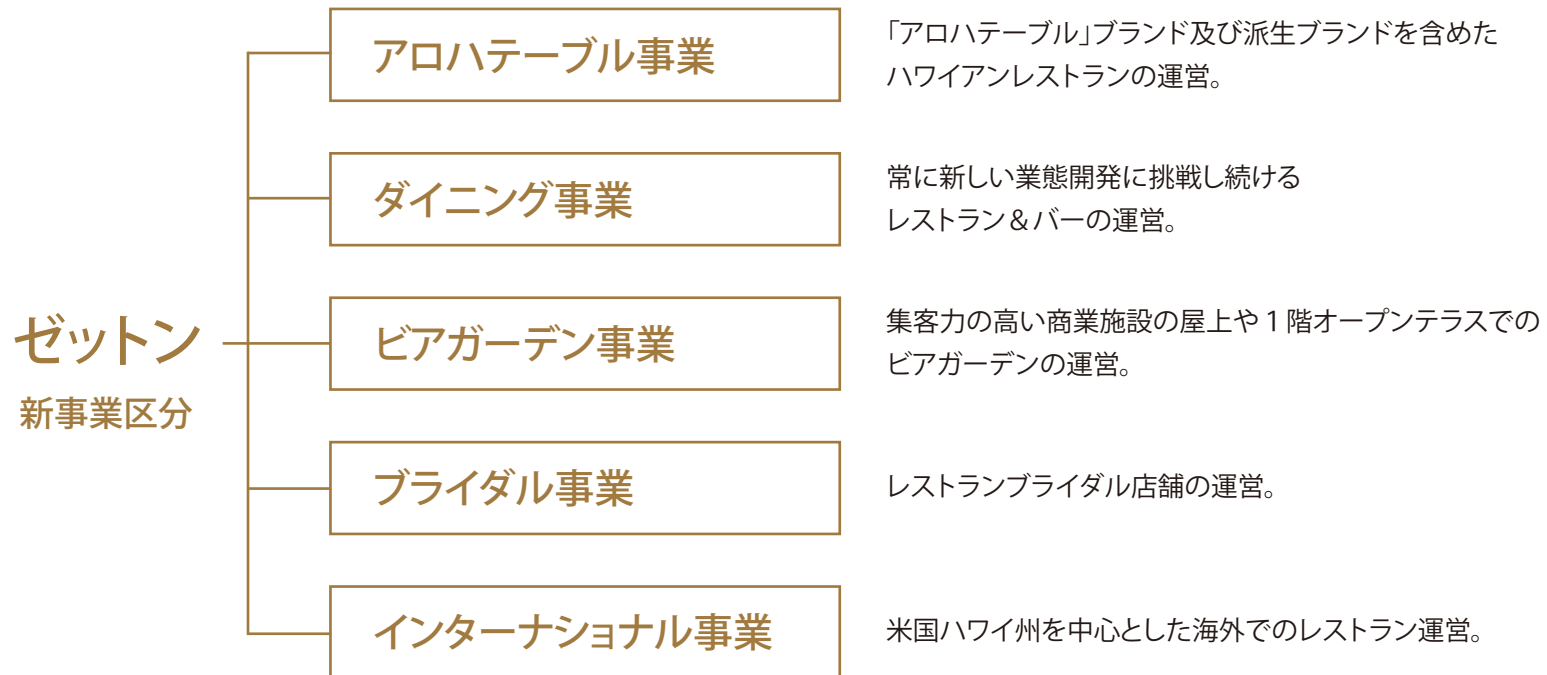 ゼットン
新事業区分
アロハテーブル事業
「アロハテーブル」ブランド及び派生ブランドを含めた
ハワイアンレストランの運営。
ダイニング事業
常に新しい業態開発に挑戦し続ける
レストラン＆バーの運営。
ビアガーデン事業
集客力の高い商業施設の屋上や１階オープンテラスでの
ビアガーデンの運営。
ブライダル事業
レストランブライダル店舗の運営。
インターナショナル事業
米国ハワイ州を中心とした海外でのレストラン運営。